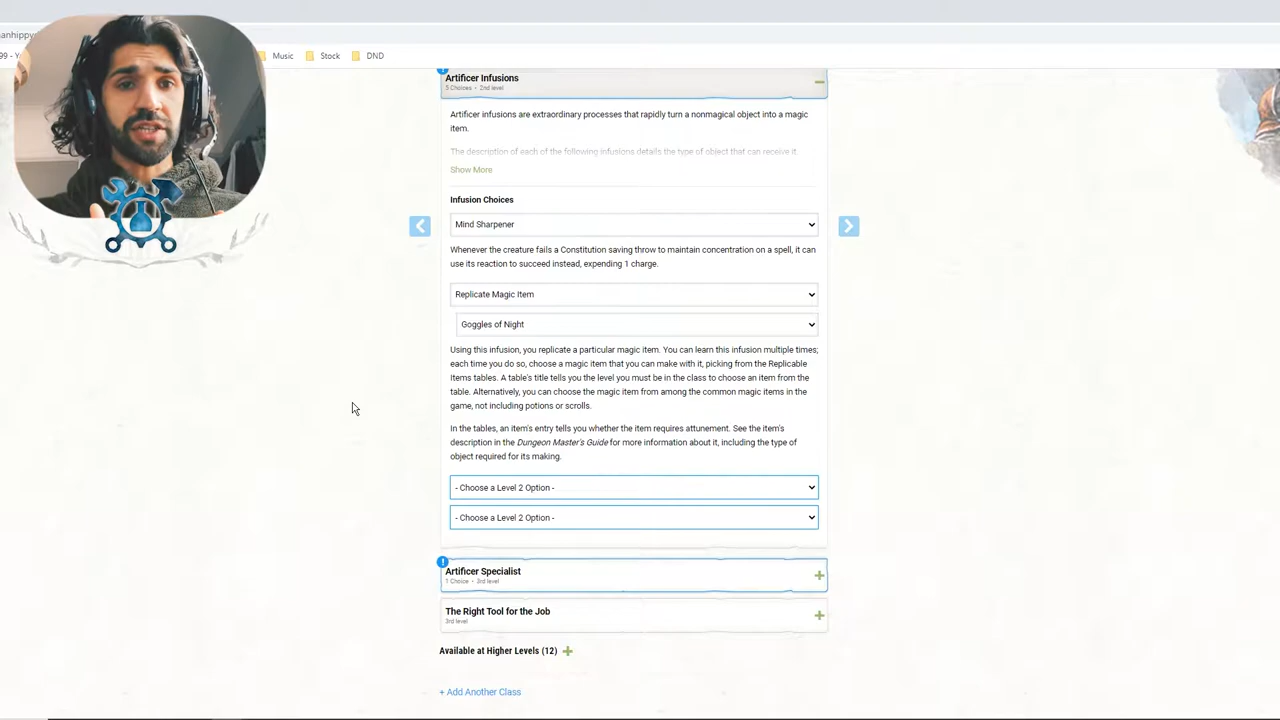 anhippy
99 - Y
Music
Stock
DND
Artificer Infusions
5 Choices • 2nd level
Artificer infusions are extraordinary processes that rapidly turn a nonmagical object into a magic
item.
The description of each of the following infusions details the type of object that can receive it.
Show More
Infusion Choices
Mind Sharpener
Whenever the creature fails a Constitution saving throw to maintain concentration on a spell, it can
use its reaction to succeed instead, expending 1 charge.
Replicate Magic Item
Goggles of Night
Using this infusion, you replicate a particular magic item. You can learn this infusion multiple times;
each time you do so, choose a magic item that you can make with it, picking from the Replicable
Items tables. A table's title tells you the level you must be in the class to choose an item from the
table. Alternatively, you can choose the magic item from among the common magic items in the
game, not including potions or scrolls.
In the tables, an item's entry tells you whether the item requires attunement. See the item's
description in the Dungeon Master's Guide for more information about it, including the type of
object required for its making.
- Choose a Level 2 Option -
- Choose a Level 2 Option -
!
Artificer Specialist
1 Choice • 3rd level
The Right Tool for the Job
3rd level
Available at Higher Levels (12)
+ Add Another Class